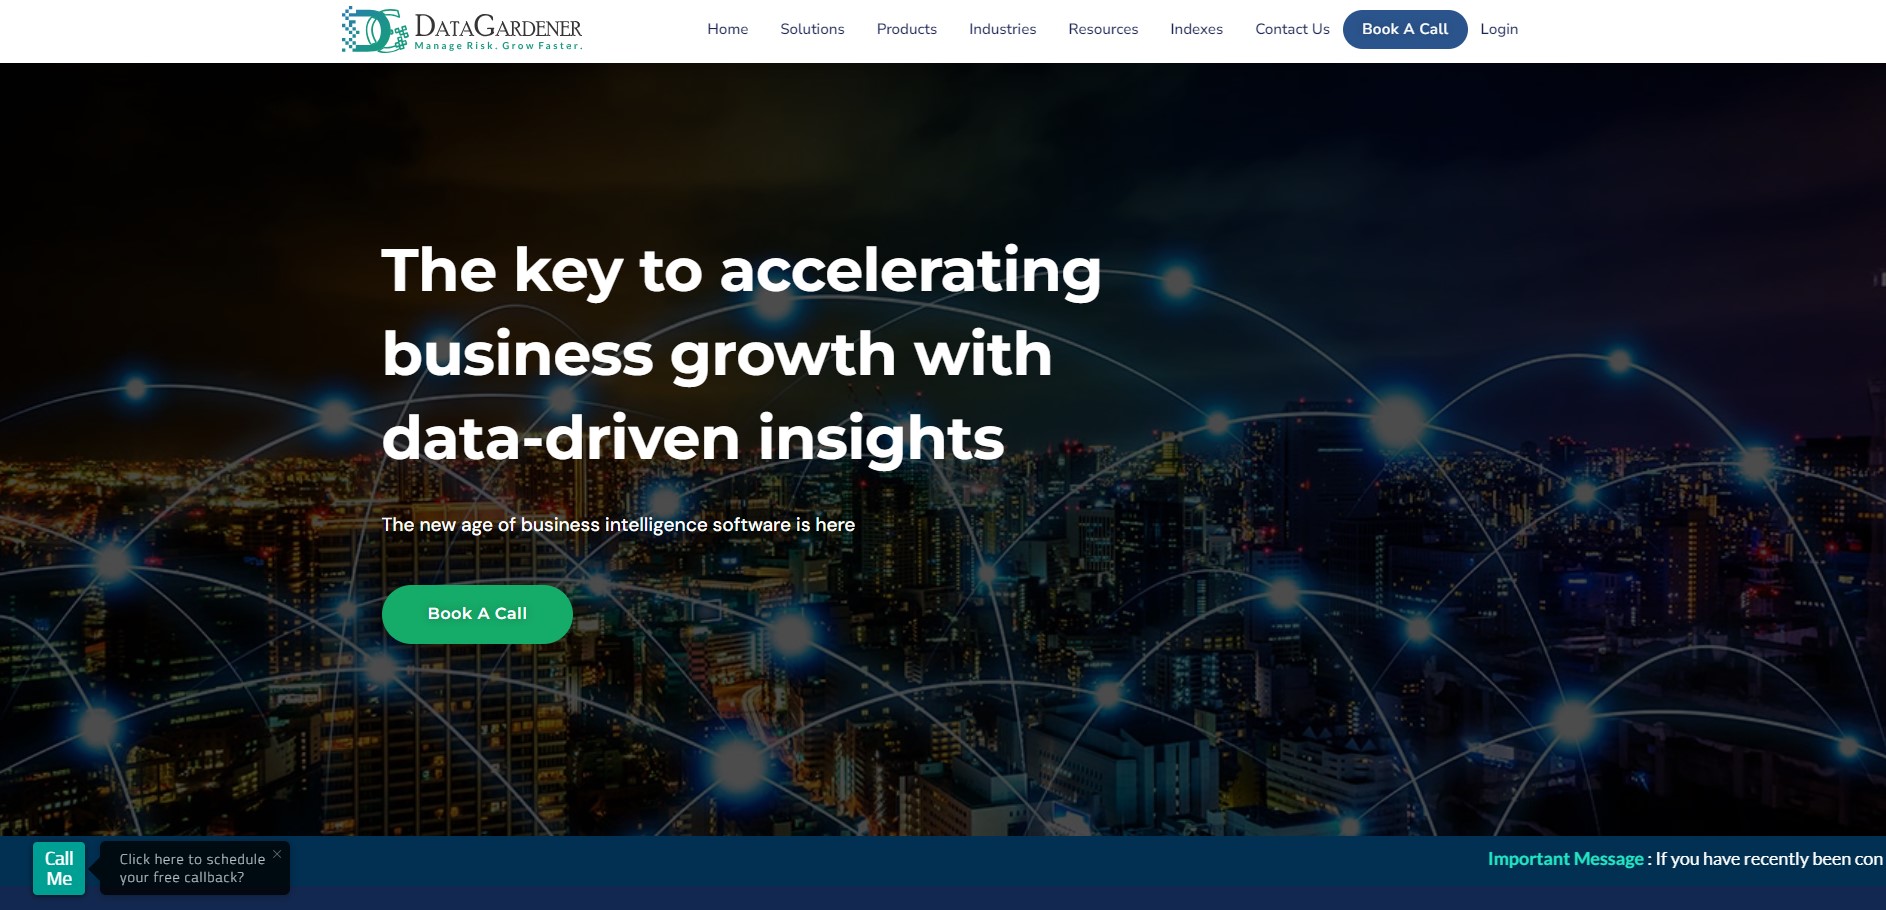 DATAGARDENER
Manage Risk. Grow Faster.
Home Solutions Products Industries Resources Indexes Contact Us Book A Call Login
The key to accelerating
business growth with
data-driven insights
The new age of business intelligence software is here
Book A Call
Call
Me
Click here to schedule
your free callback?
Important Message : If you have recently been con